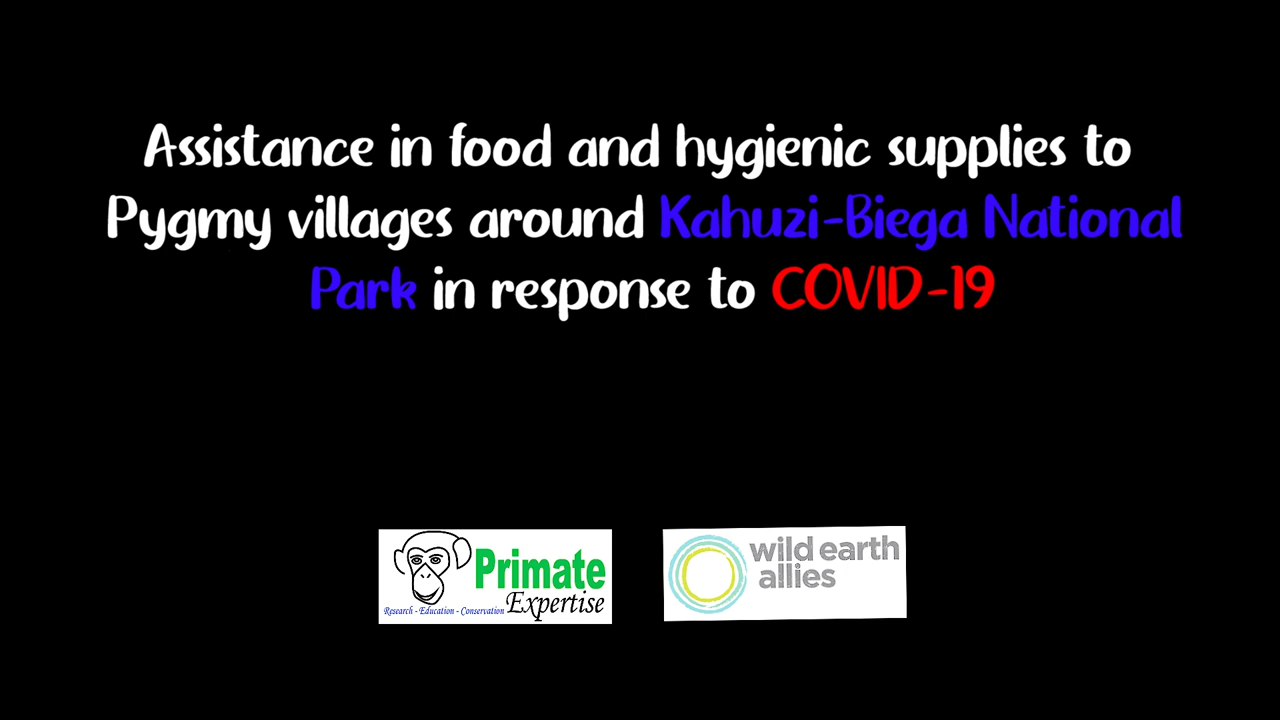 Assistance in food and hygienic supplies to
Pygmy villages around Kahuzi-Biega National
Park in response to COVID-19
Primate
Research - Education - Conservation Expertise
wild earth
allies